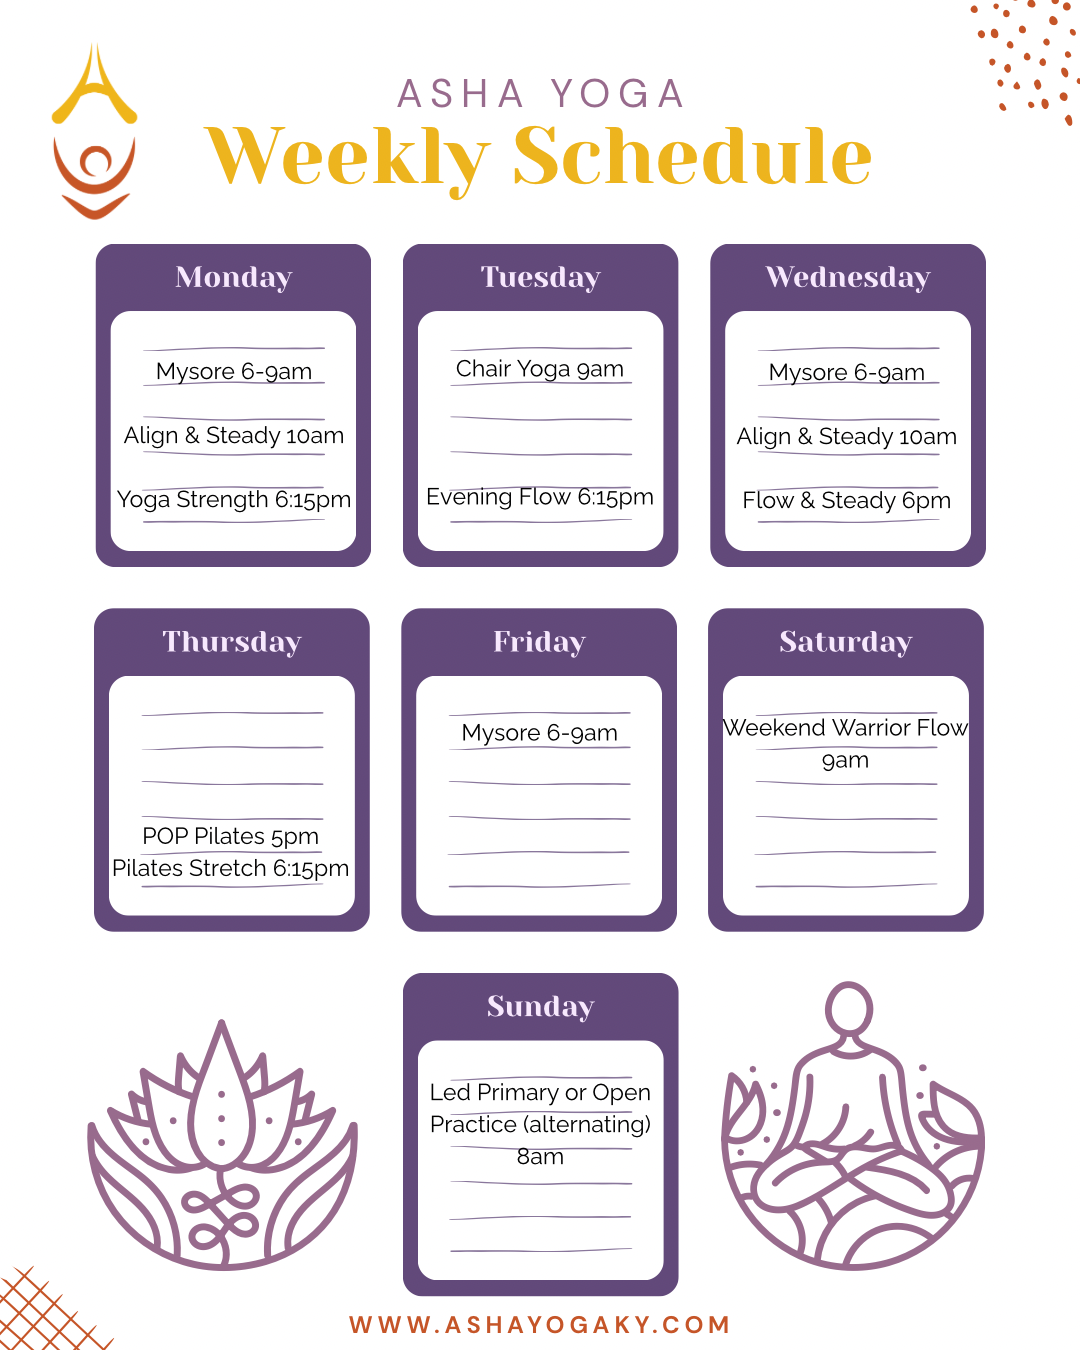 ASHA YOGA
Weekly Schedule
Monday
Mysore 6-9am
Align & Steady 10am
Yoga Strength 6:15pm
Tuesday
Chair Yoga 9am
Evening Flow 6:15pm
Wednesday
Mysore 6-9am
Align & Steady 10am
Flow & Steady 6pm
Thursday
POP Pilates 5pm
Pilates Stretch 6:15pm
Friday
Mysore 6-9am
Saturday
Weekend Warrior Flow
9am
Sunday
Led Primary or Open
Practice (alternating)
8am
WWW.ASHAYOGAKY.COM